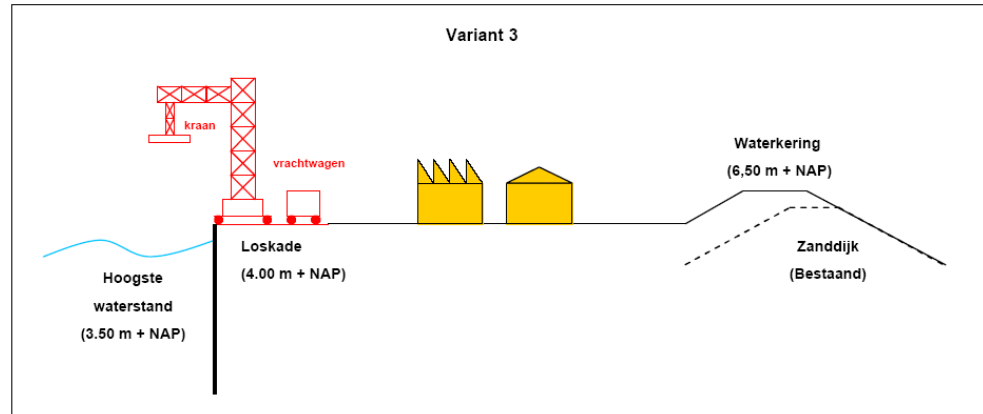 Variant 3
kraan
vrachtwagen
Waterkering
(6,50 m + NAP)
Loskade
(4.00 m + NAP)
Zanddijk
(Bestaand)
Hoogste
waterstand
(3.50 m + NAP)